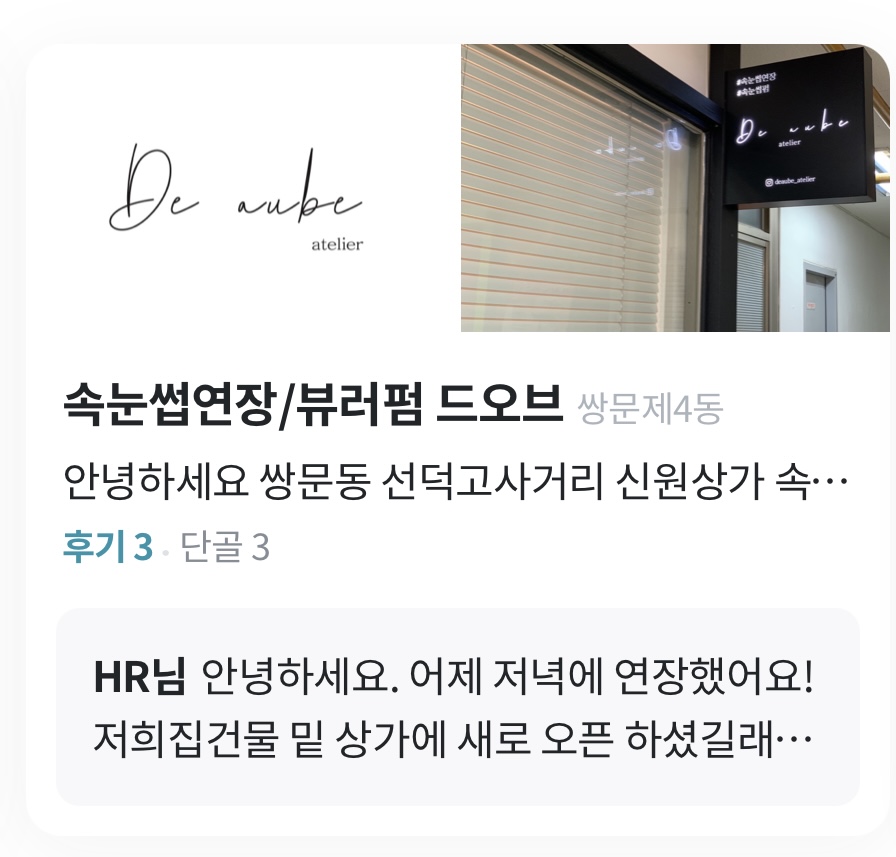 De aube
atelier
#속눈썹연장
#속눈썹펌
De aube
atelier
deaube_atelier
속눈썹연장/뷰러펌 드오브 쌍문제4동
안녕하세요 쌍문동 선덕고사거리 신원상가 속…
후기 3 · 단골 3
HR님 안녕하세요. 어제 저녁에 연장했어요!
저희집건물 밑 상가에 새로 오픈 하셨길래…